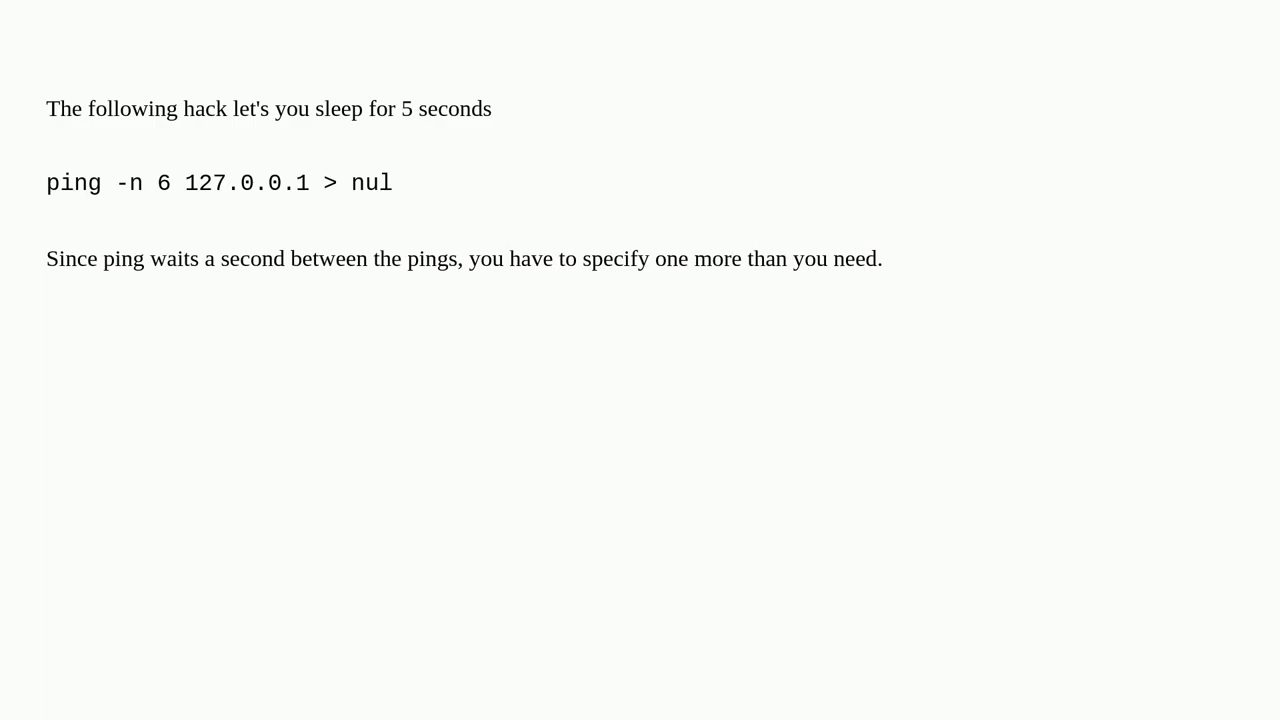 The following hack let's you sleep for 5 seconds
ping -n 6 127.0.0.1 > nul
Since ping waits a second between the pings, you have to specify one more than you need.